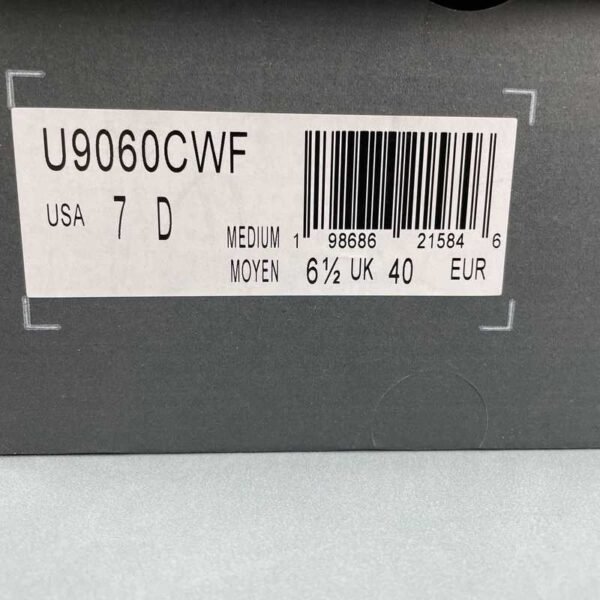 U9060CWF
USA 7 D
MEDIUM
MOYEN
1 98686 21584 6
6½ UK 40 EUR